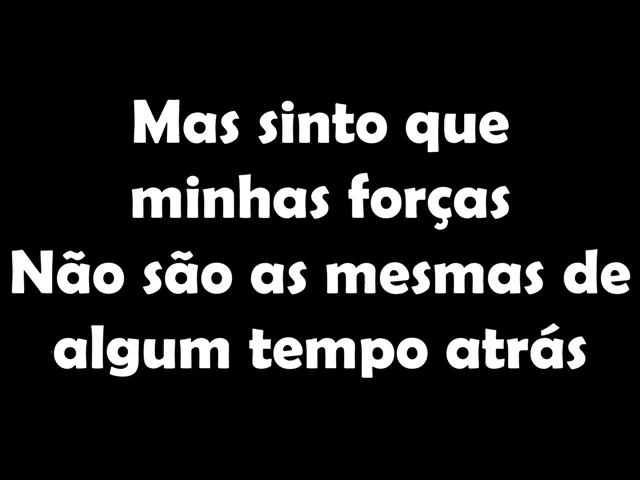 Mas sinto que
minhas forças
Não são as mesmas de
algum tempo atrás